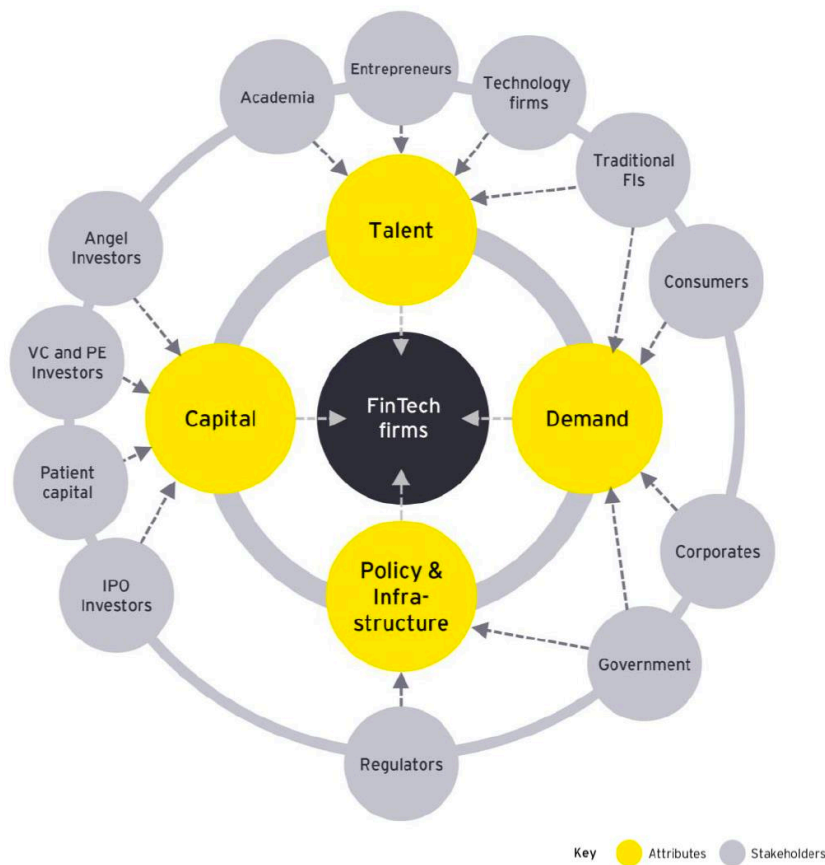 Entrepreneurs
Academia
Technology
firms
Traditional
FIs
Talent
Angel
Investors
Consumers
VC and PE
Investors
Capital
FinTech
firms
Demand
Patient
capital
Corporates
IPO
Investors
Policy &
Infra-
structure
Government
Regulators
Key
Attributes
Stakeholders